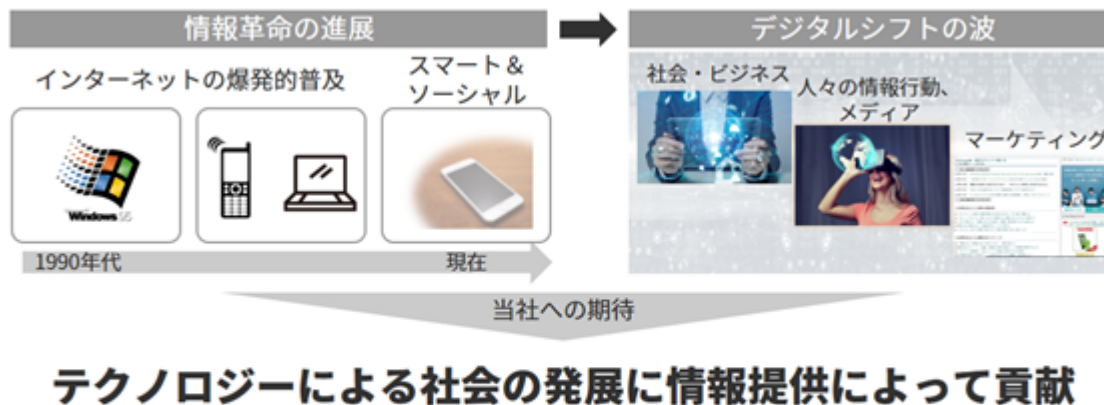 情報革命の進展
デジタルシフトの波
インターネットの爆発的普及
スマート＆
ソーシャル
Windows 95
1990年代
現在
社会・ビジネス
人々の情報行動、
メディア
マーケティング
当社への期待
テクノロジーによる社会の発展に情報提供によって貢献